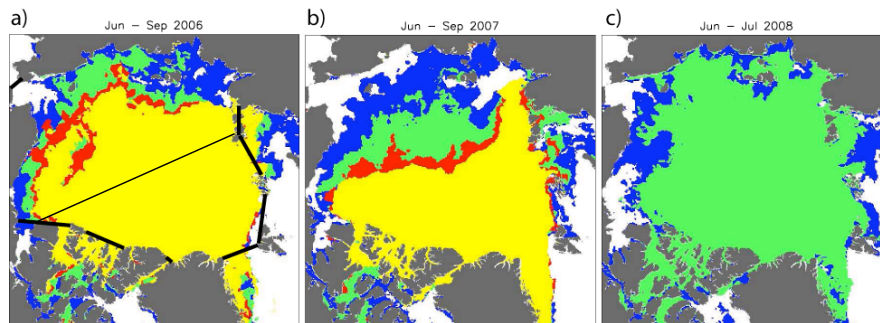 a)
Jun – Sep 2006
b)
Jun – Sep 2007
c)
Jun – Jul 2008